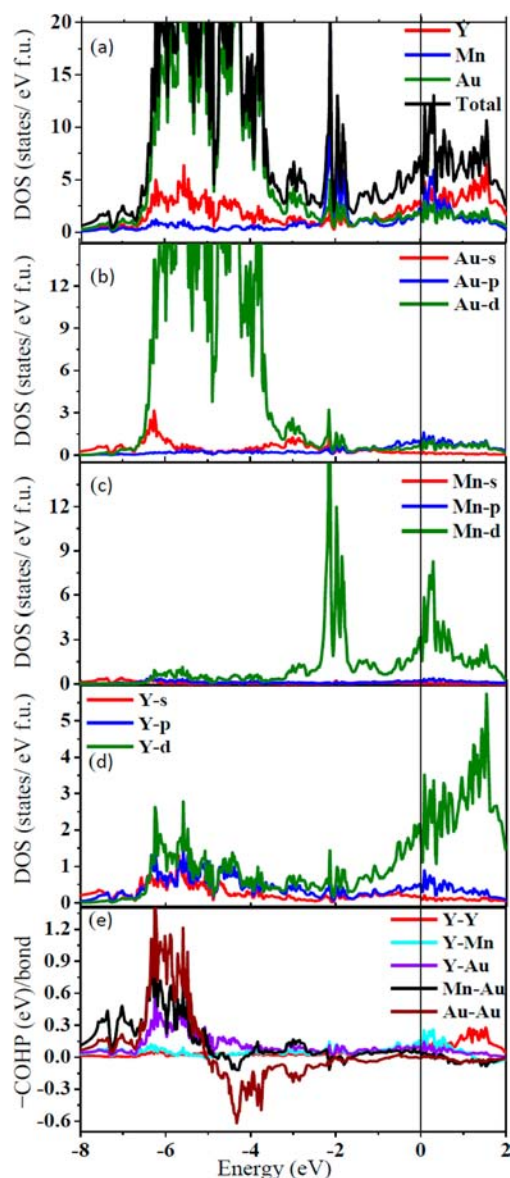 (a)
Y
Mn
Au
Total
20
15
10
5
0
DOS (states/ eV f.u.)
(b)
Au-s
Au-p
Au-d
12
9
6
3
0
DOS (states/ eV f.u.)
(c)
Mn-s
Mn-p
Mn-d
12
9
6
3
0
DOS (states/ eV f.u.)
Y-s
Y-p
Y-d
(d)
5
4
3
2
1
0
DOS (states/ eV f.u.)
(e)
Y-Y
Y-Mn
Y-Au
Mn-Au
Au-Au
1.2
0.9
0.6
0.3
0.0
-0.3
-0.6
−COHP (eV)/bond
-8 -6 -4 -2 0 2
Energy (eV)